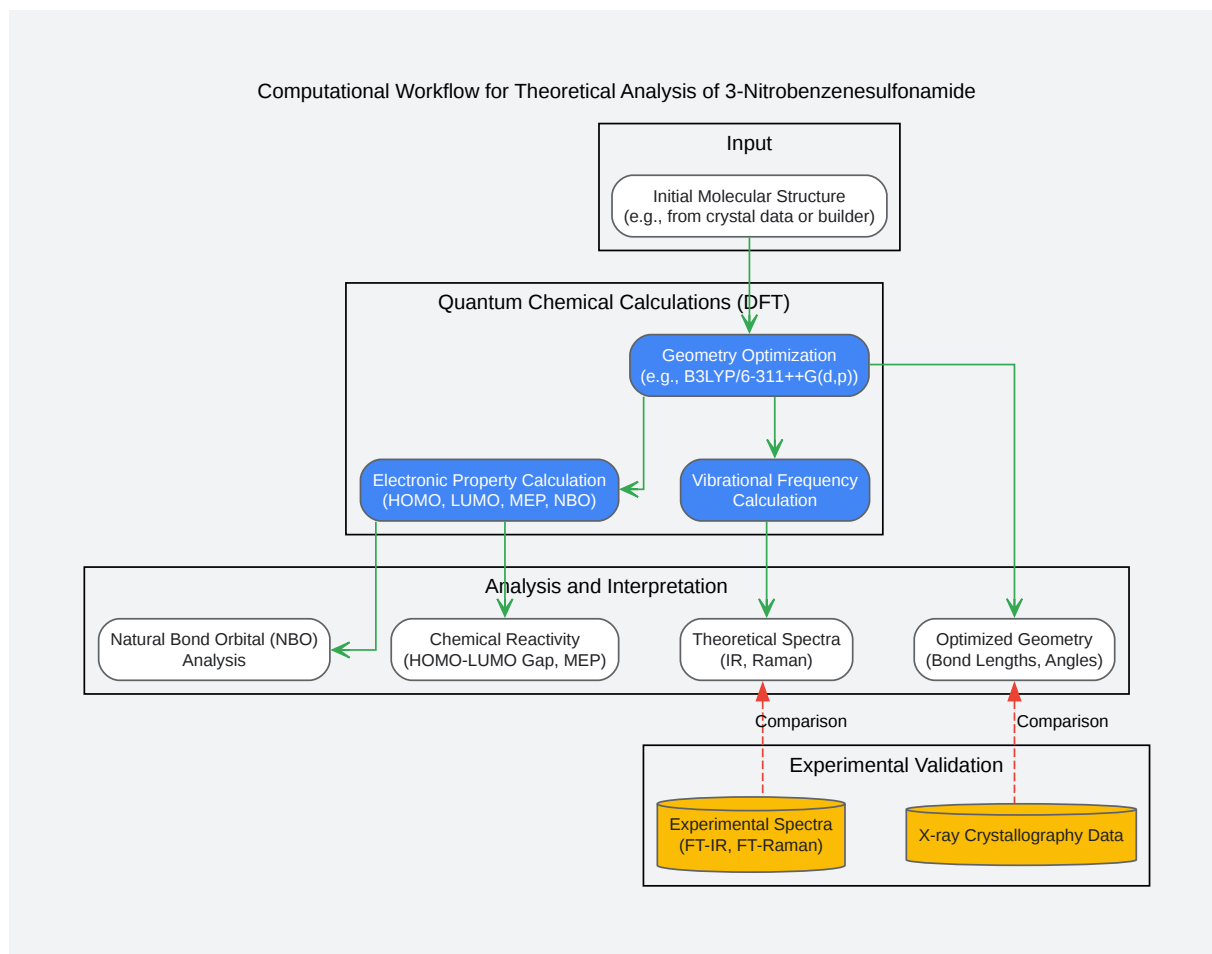 Computational Workflow for Theoretical Analysis of 3-Nitrobenzenesulfonamide
Input
Initial Molecular Structure
(e.g., from crystal data or builder)
Quantum Chemical Calculations (DFT)
Geometry Optimization
(e.g., B3LYP/6-311++G(d,p))
Electronic Property Calculation
(HOMO, LUMO, MEP, NBO)
Vibrational Frequency
Calculation
Analysis and Interpretation
Natural Bond Orbital (NBO)
Analysis
Chemical Reactivity
(HOMO-LUMO Gap, MEP)
Theoretical Spectra
(IR, Raman)
Optimized Geometry
(Bond Lengths, Angles)
Comparison
Comparison
Experimental Validation
Experimental Spectra
(FT-IR, FT-Raman)
X-ray Crystallography Data